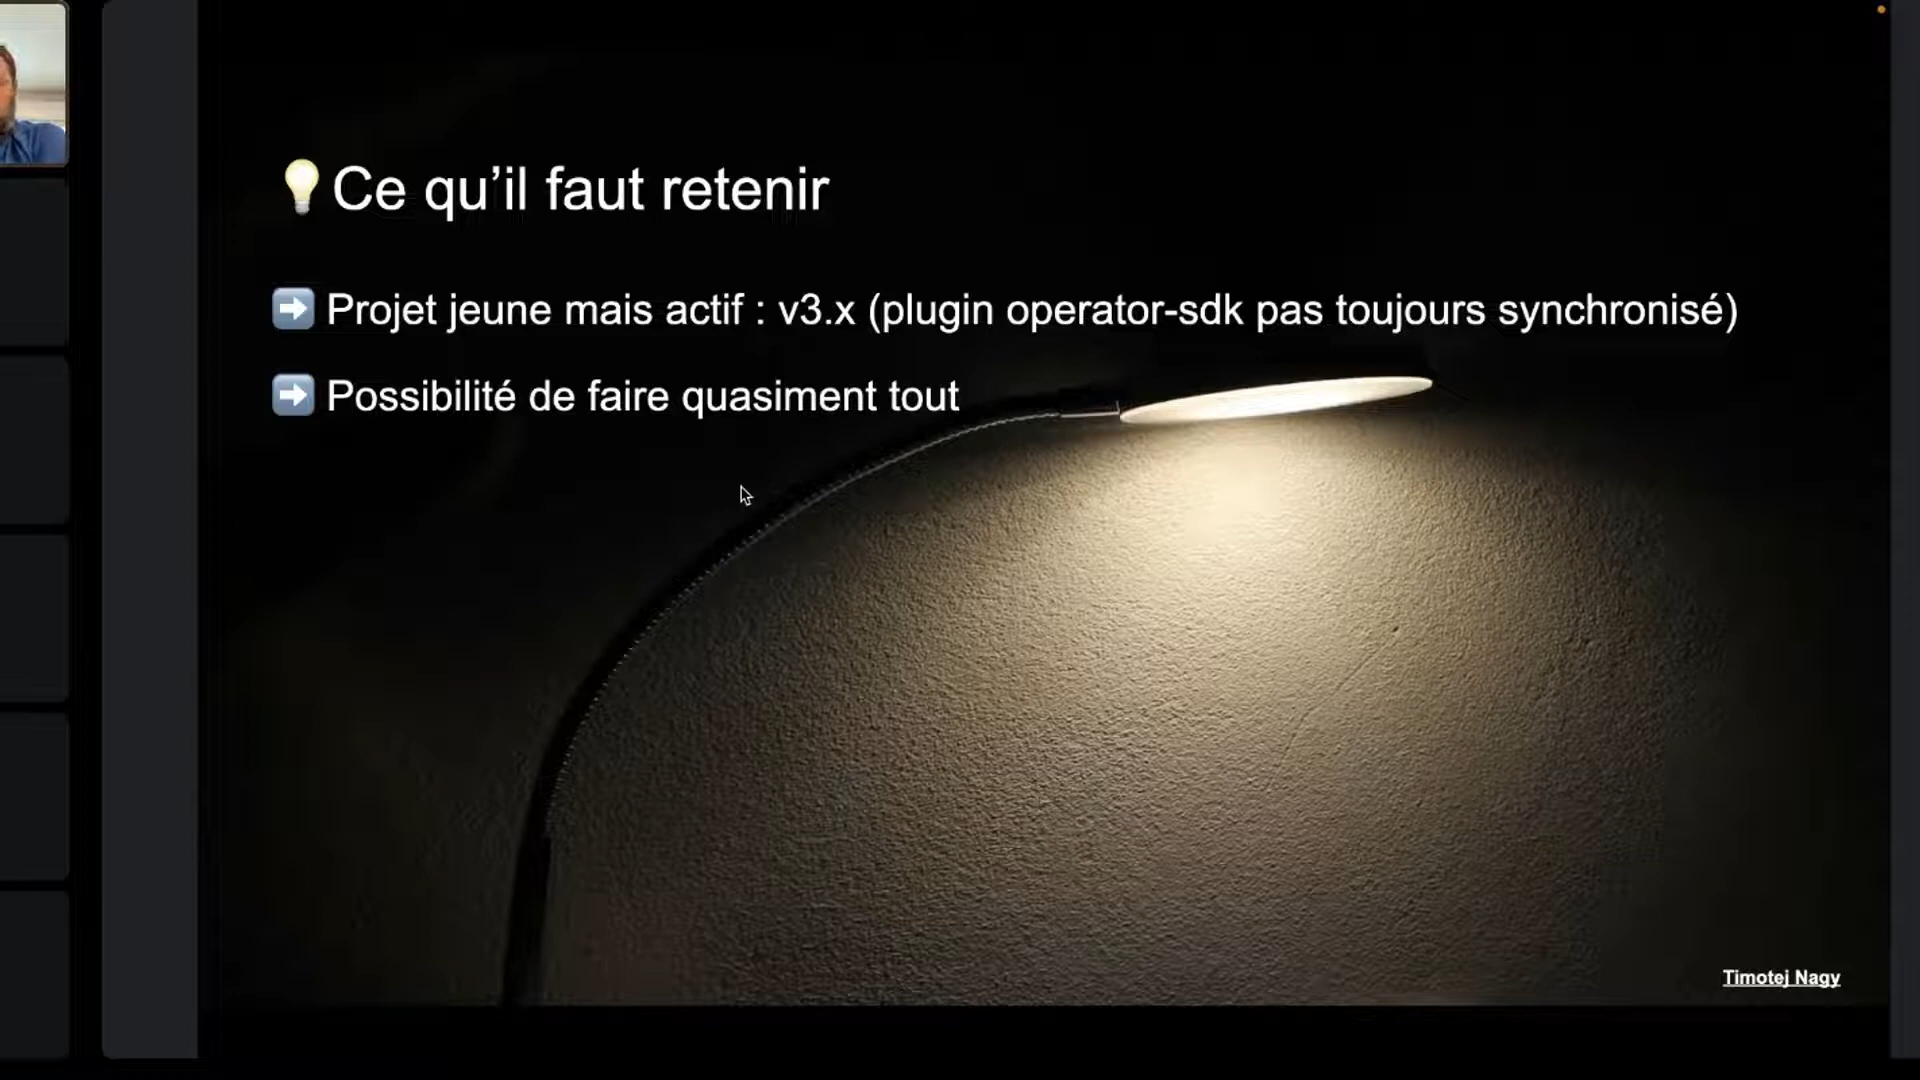 💡Ce qu’il faut retenir
➡️ Projet jeune mais actif : v3.x (plugin operator-sdk pas toujours synchronisé)
➡️ Possibilité de faire quasiment tout
Timotej Nagy